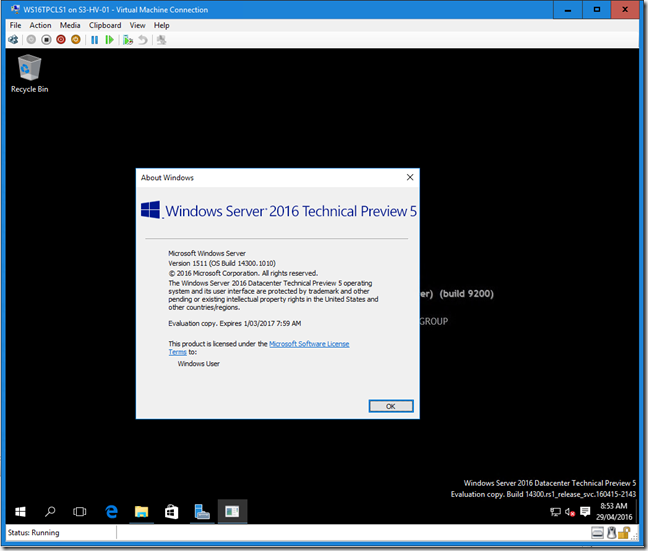 WS16TPCLS1 on S3-HV-01 - Virtual Machine Connection
File Action Media Clipboard View Help
Recycle Bin
About Windows
Windows Server® 2016 Technical Preview 5
Microsoft Windows Server
Version 1511 (OS Build 14300.1010)
© 2016 Microsoft Corporation. All rights reserved.
The Windows Server 2016 Datacenter Technical Preview 5 operating
system and its user interface are protected by trademark and other
pending or existing intellectual property rights in the United States and
other countries/regions.
Evaluation copy. Expires 1/03/2017 7:59 AM
This product is licensed under the Microsoft Software License
Terms to:
Windows User
OK
er) (build 9200)
GROUP
Windows Server 2016 Datacenter Technical Preview 5
Evaluation copy. Build 14300.rs1_release_svc.160415-2143
8:53 AM
29/04/2016
Status: Running